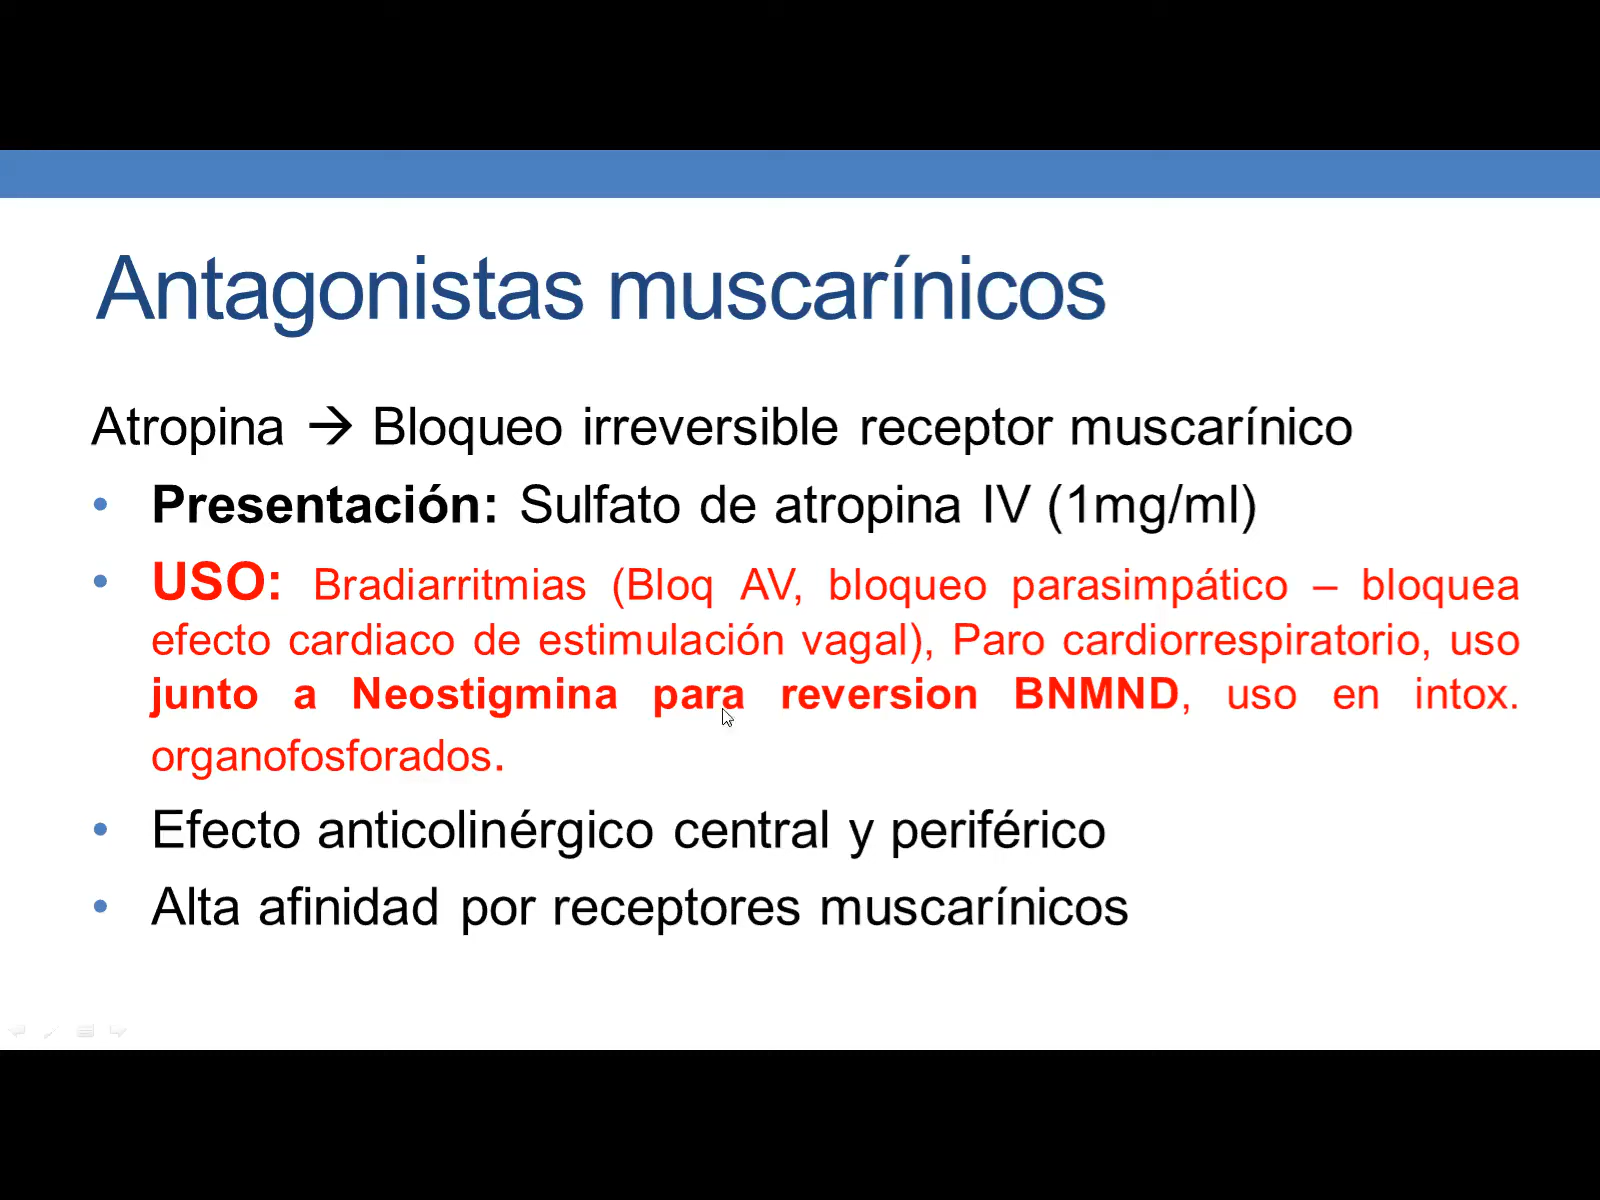 Antagonistas muscarínicos
Atropina → Bloqueo irreversible receptor muscarínico
• Presentación: Sulfato de atropina IV (1mg/ml)
• USO: Bradiarritmias (Bloq AV, bloqueo parasimpático – bloquea
efecto cardiaco de estimulación vagal), Paro cardiorrespiratorio, uso
junto a Neostigmina para reversion BNMND, uso en intox.
organofosforados.
• Efecto anticolinérgico central y periférico
• Alta afinidad por receptores muscarínicos